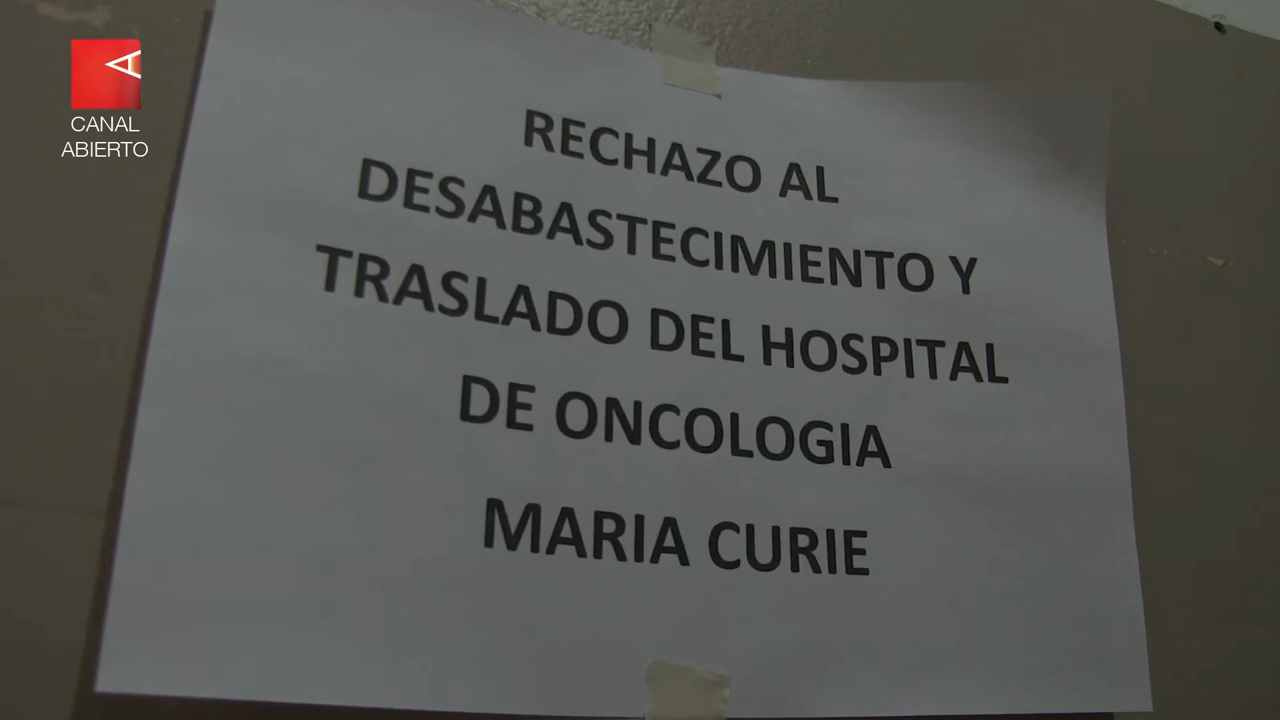 CANAL
ABIERTO
RECHAZO AL
DESABASTECIMIENTO Y
TRASLADO DEL HOSPITAL
DE ONCOLOGIA
MARIA CURIE